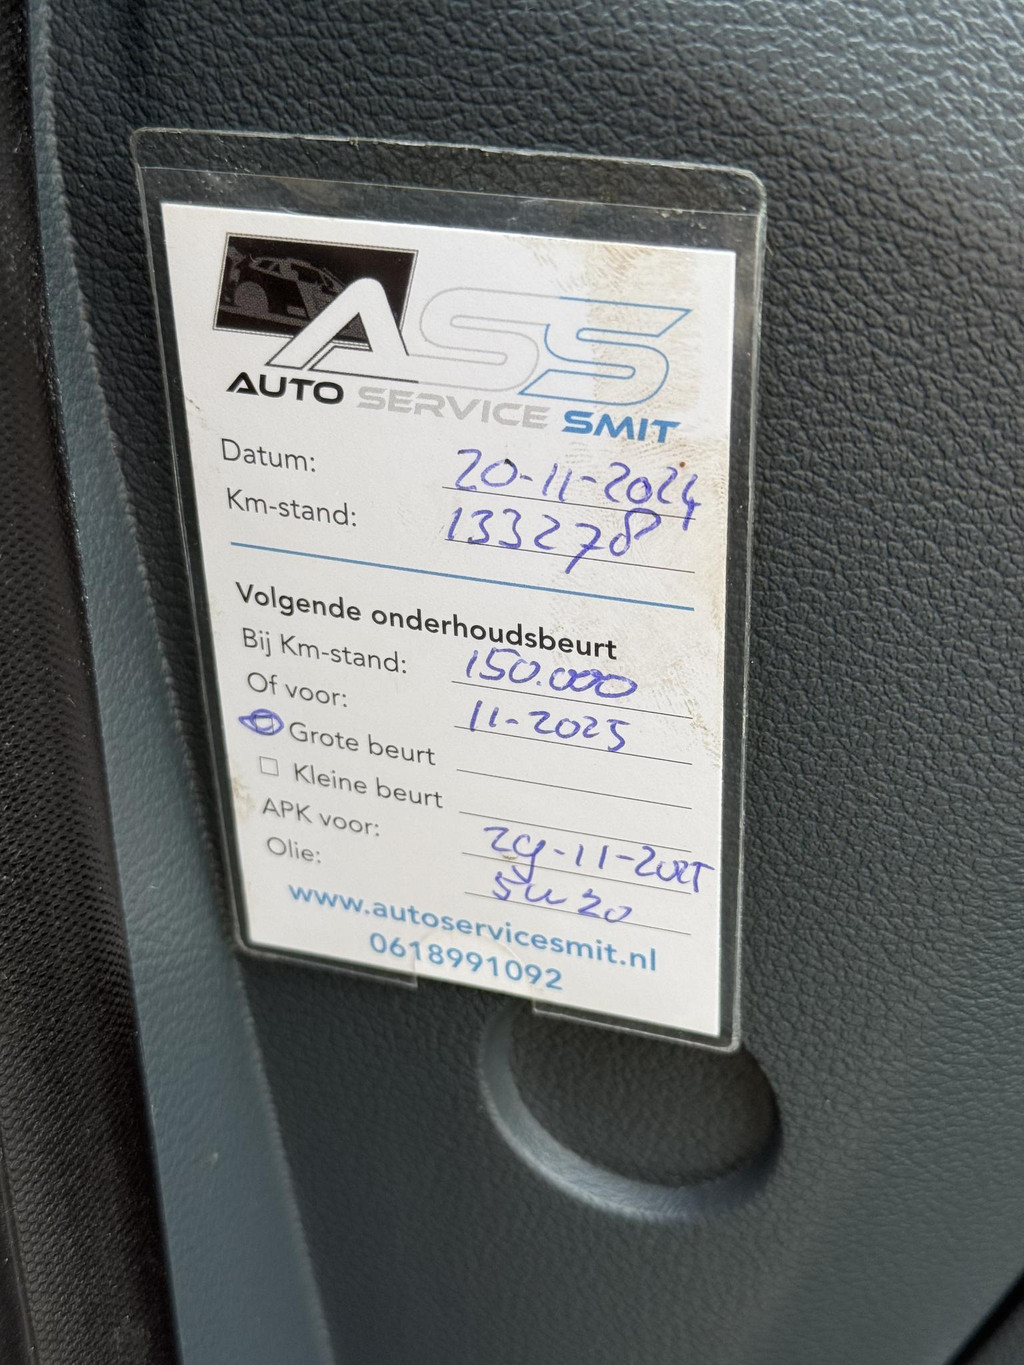 ASS
AUTO SERVICE SMIT
Datum: 20-11-2024
Km-stand: 133278
Volgende onderhoudsbeurt
Bij Km-stand: 150.000
Of voor: 11-2025
Grote beurt
Kleine beurt
APK voor: 29-11-2025
Olie: 5w20
www.autoservicesmit.nl
0618991092